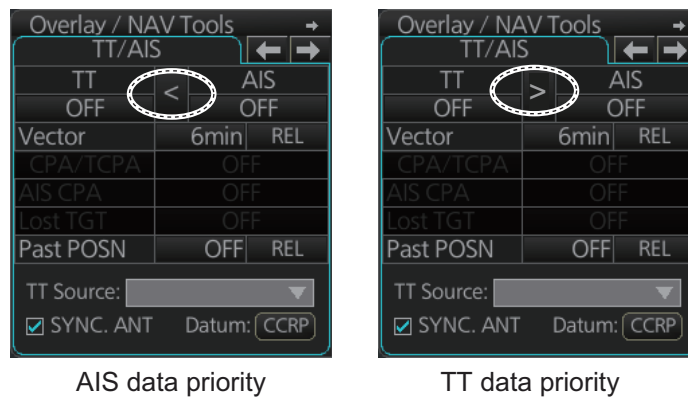 Overlay / NAV Tools
TT/AIS
TT < AIS
OFF OFF
Vector 6min REL
CPA/TCPA OFF
AIS CPA OFF
Lost TGT OFF
Past POSN OFF REL
TT Source:
SYNC. ANT Datum: CCRP
AIS data priority
Overlay / NAV Tools
TT/AIS
TT > AIS
OFF OFF
Vector 6min REL
CPA/TCPA OFF
AIS CPA OFF
Lost TGT OFF
Past POSN OFF REL
TT Source:
SYNC. ANT Datum: CCRP
TT data priority